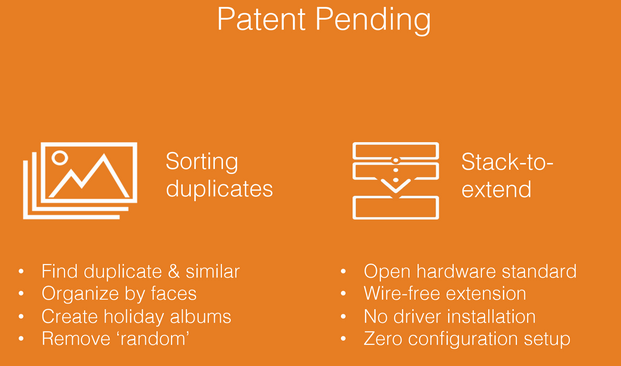 Patent Pending
Sorting
duplicates
• Find duplicate & similar
• Organize by faces
• Create holiday albums
• Remove ‘random’
Stack-to-
extend
• Open hardware standard
• Wire-free extension
• No driver installation
• Zero configuration setup